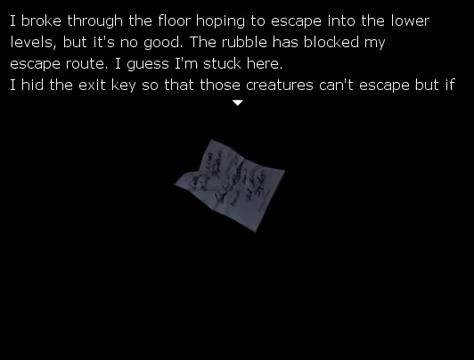 I broke through the floor hoping to escape into the lower
levels, but it's no good. The rubble has blocked my
escape route. I guess I'm stuck here.
I hid the exit key so that those creatures can't escape but if